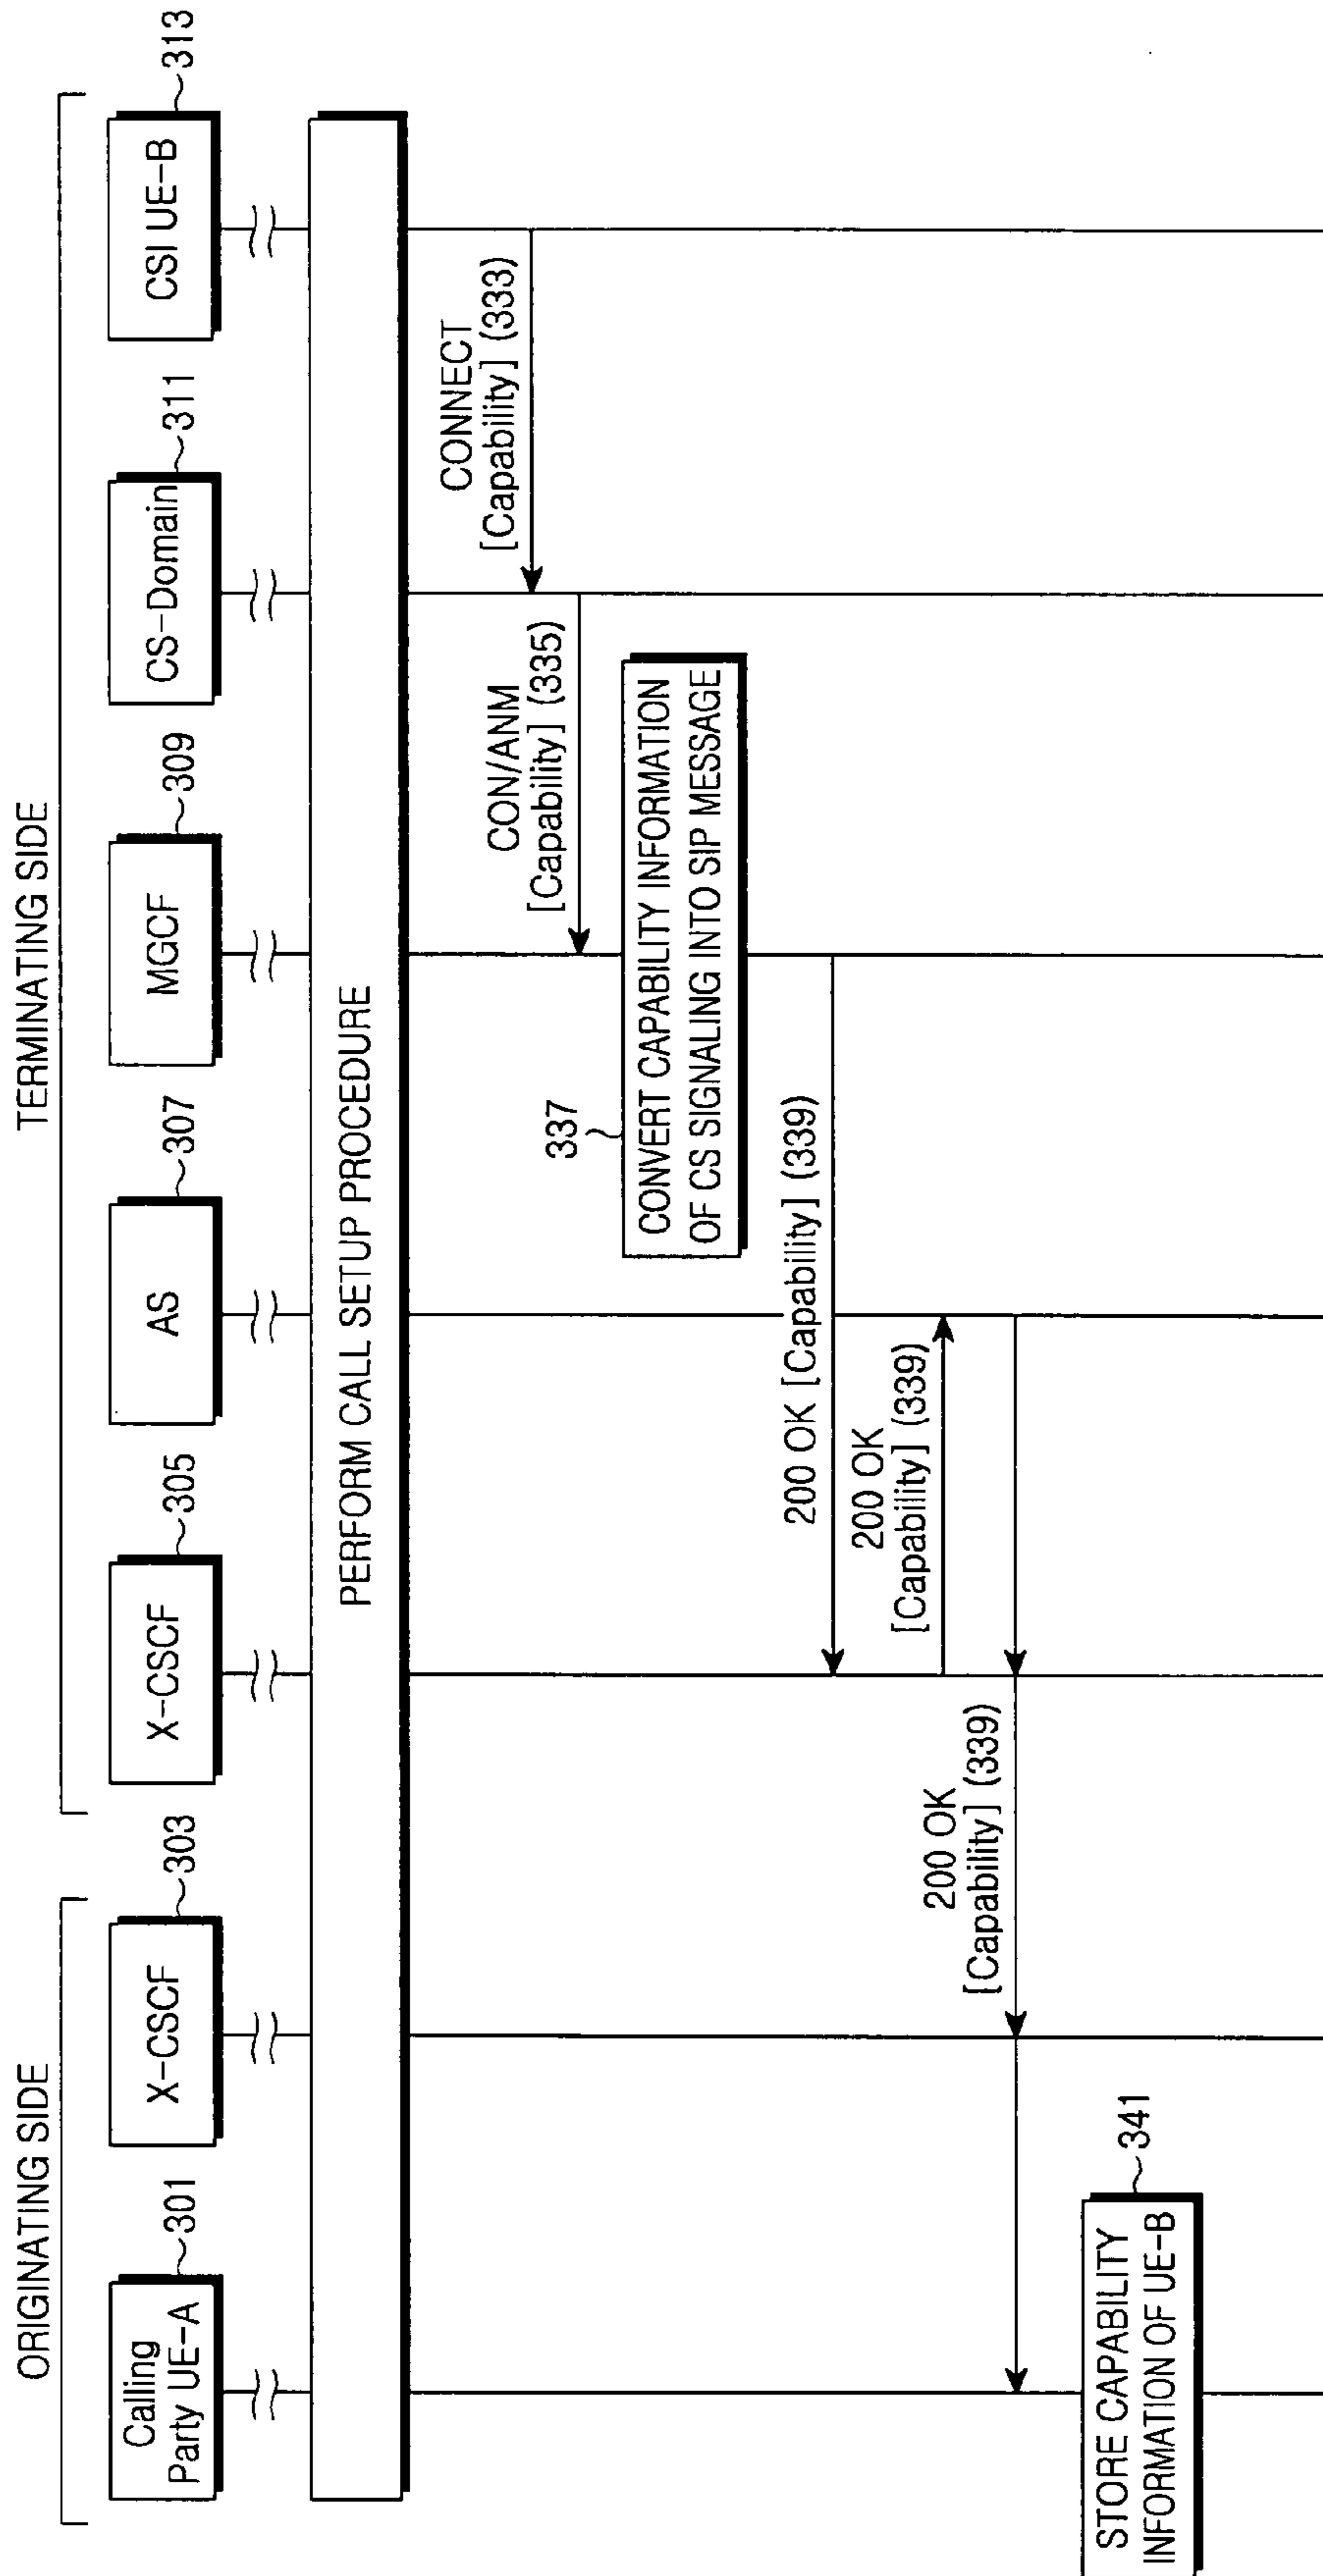 ORIGINATING SIDE
TERMINATING SIDE
Calling
Party UE-A
301
X-CSCF
303
X-CSCF
305
AS
307
MGCF
309
CS-Domain
311
CSI UE-B
313
PERFORM CALL SETUP PROCEDURE
CONNECT
[Capability] (333)
CON/ANM
[Capability] (335)
337
CONVERT CAPABILITY INFORMATION
OF CS SIGNALING INTO SIP MESSAGE
200 OK [Capability] (339)
200 OK
[Capability] (339)
200 OK
[Capability] (339)
STORE CAPABILITY
INFORMATION OF UE-B
341